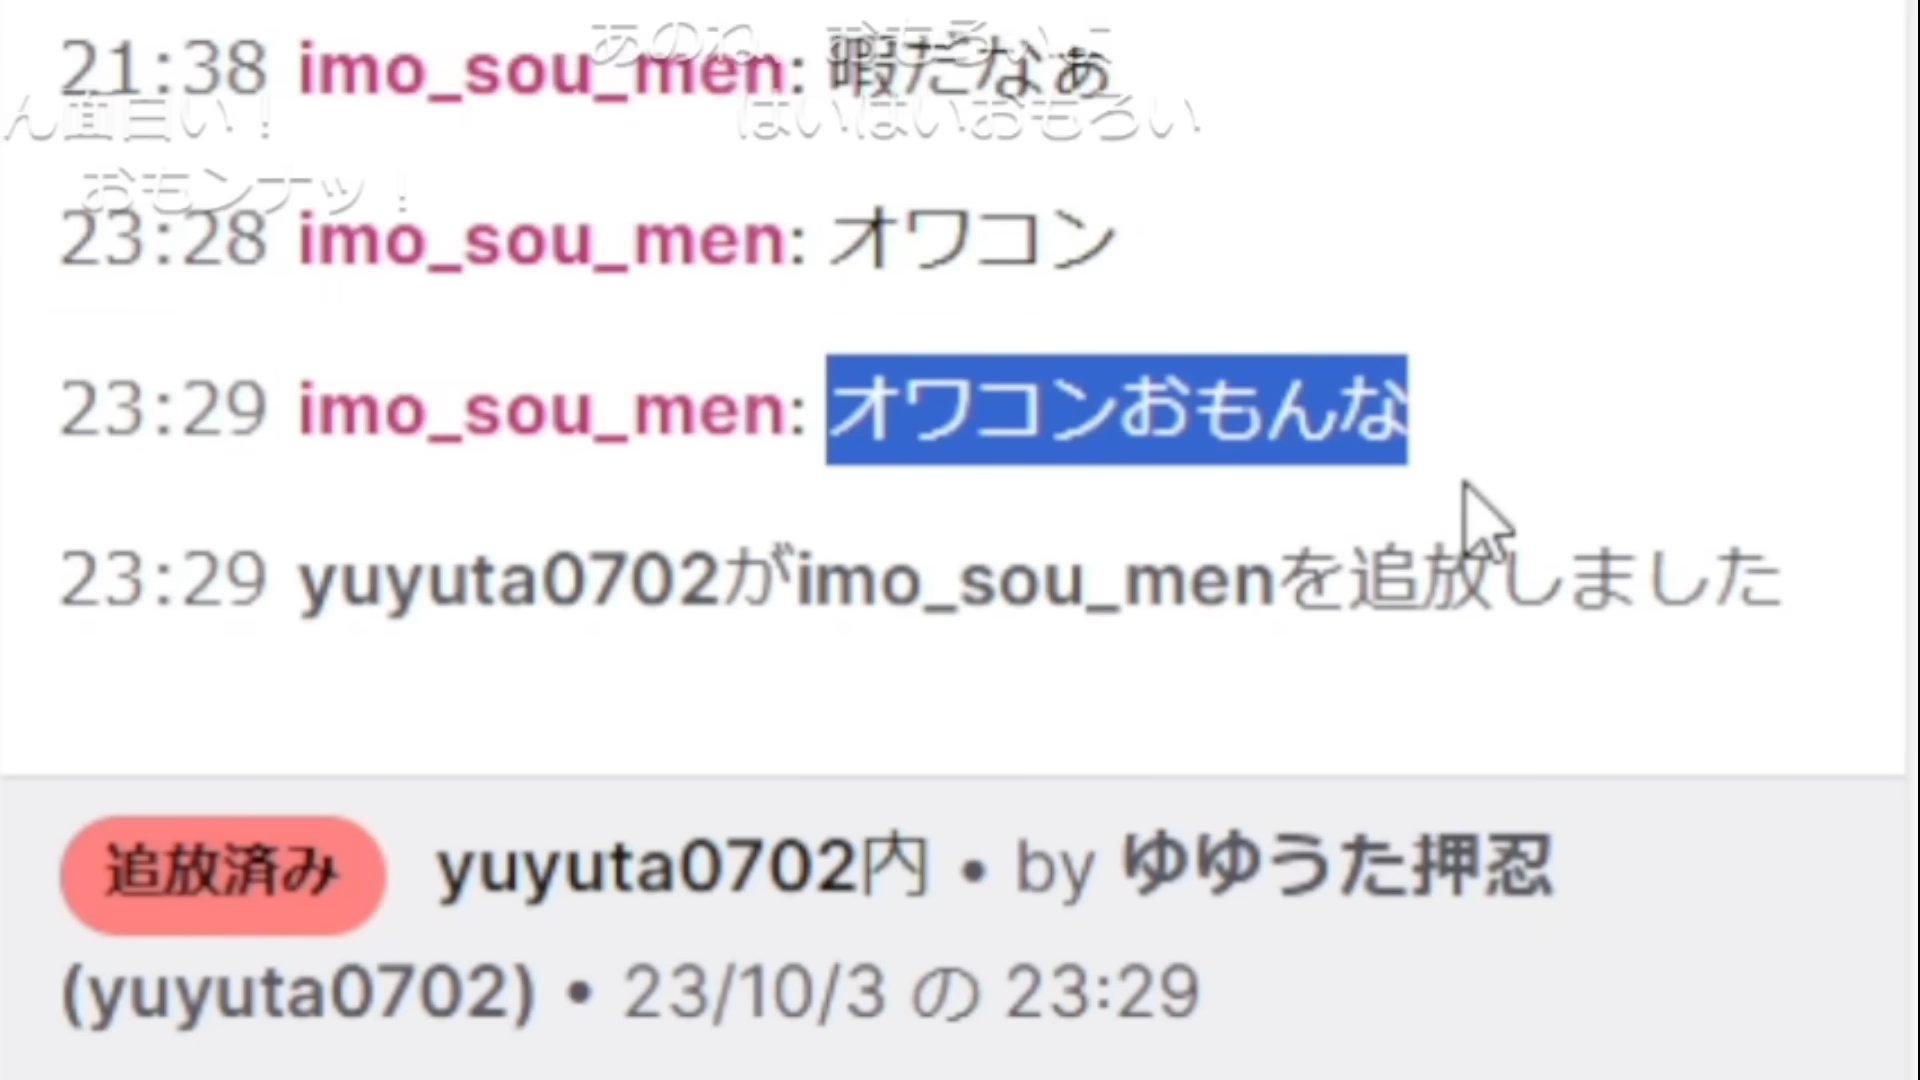 21:38 imo_sou_men: 暇だなぁ
ん面白い！
はいはいおもろい
おもンナッ！
23:28 imo_sou_men: オワコン
23:29 imo_sou_men: オワコンおもんな
23:29 yuyuta0702がimo_sou_menを追放しました
追放済み yuyuta0702内 • by ゆゆうた押忍
(yuyuta0702) • 23/10/3 の 23:29